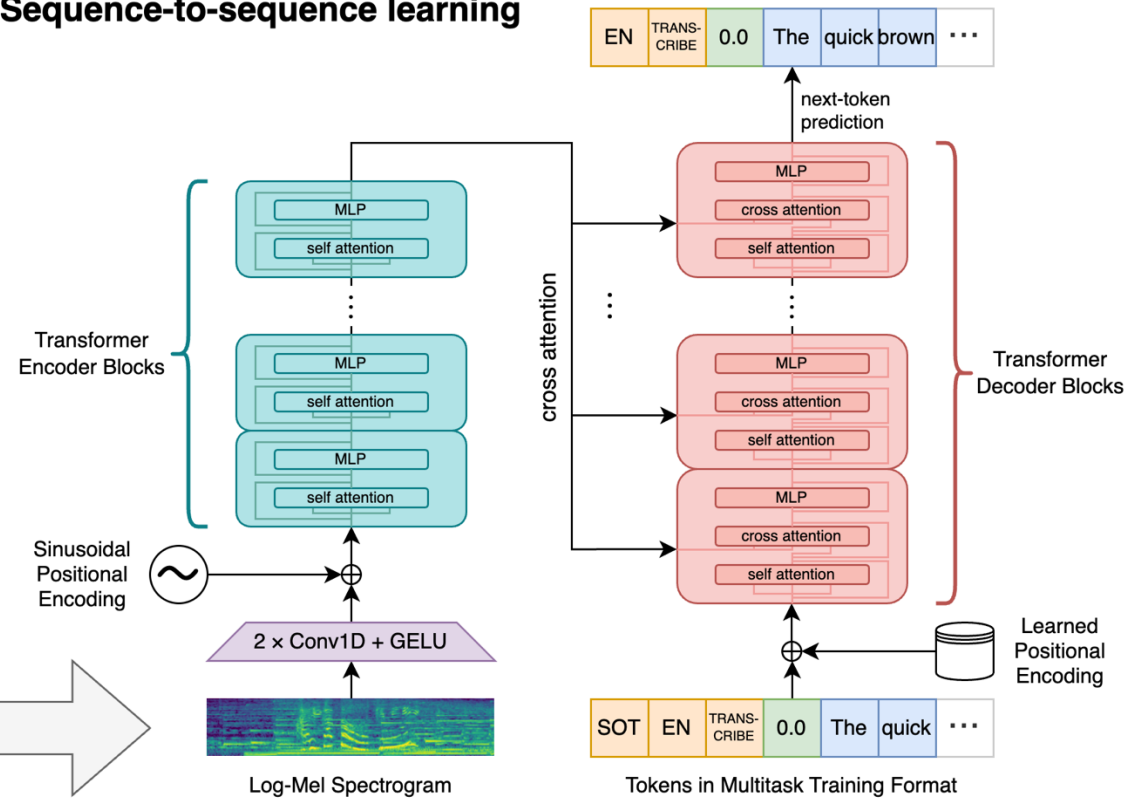 Sequence-to-sequence learning
EN
TRANS-
CRIBE
0.0
The
quick
brown
...
next-token
prediction
MLP
self attention
MLP
self attention
MLP
self attention
Transformer
Encoder Blocks
cross attention
MLP
cross attention
self attention
MLP
cross attention
self attention
MLP
cross attention
self attention
Transformer
Decoder Blocks
Sinusoidal
Positional
Encoding
2 × Conv1D + GELU
Log-Mel Spectrogram
Learned
Positional
Encoding
SOT
EN
TRANS-
CRIBE
0.0
The
quick
...
Tokens in Multitask Training Format